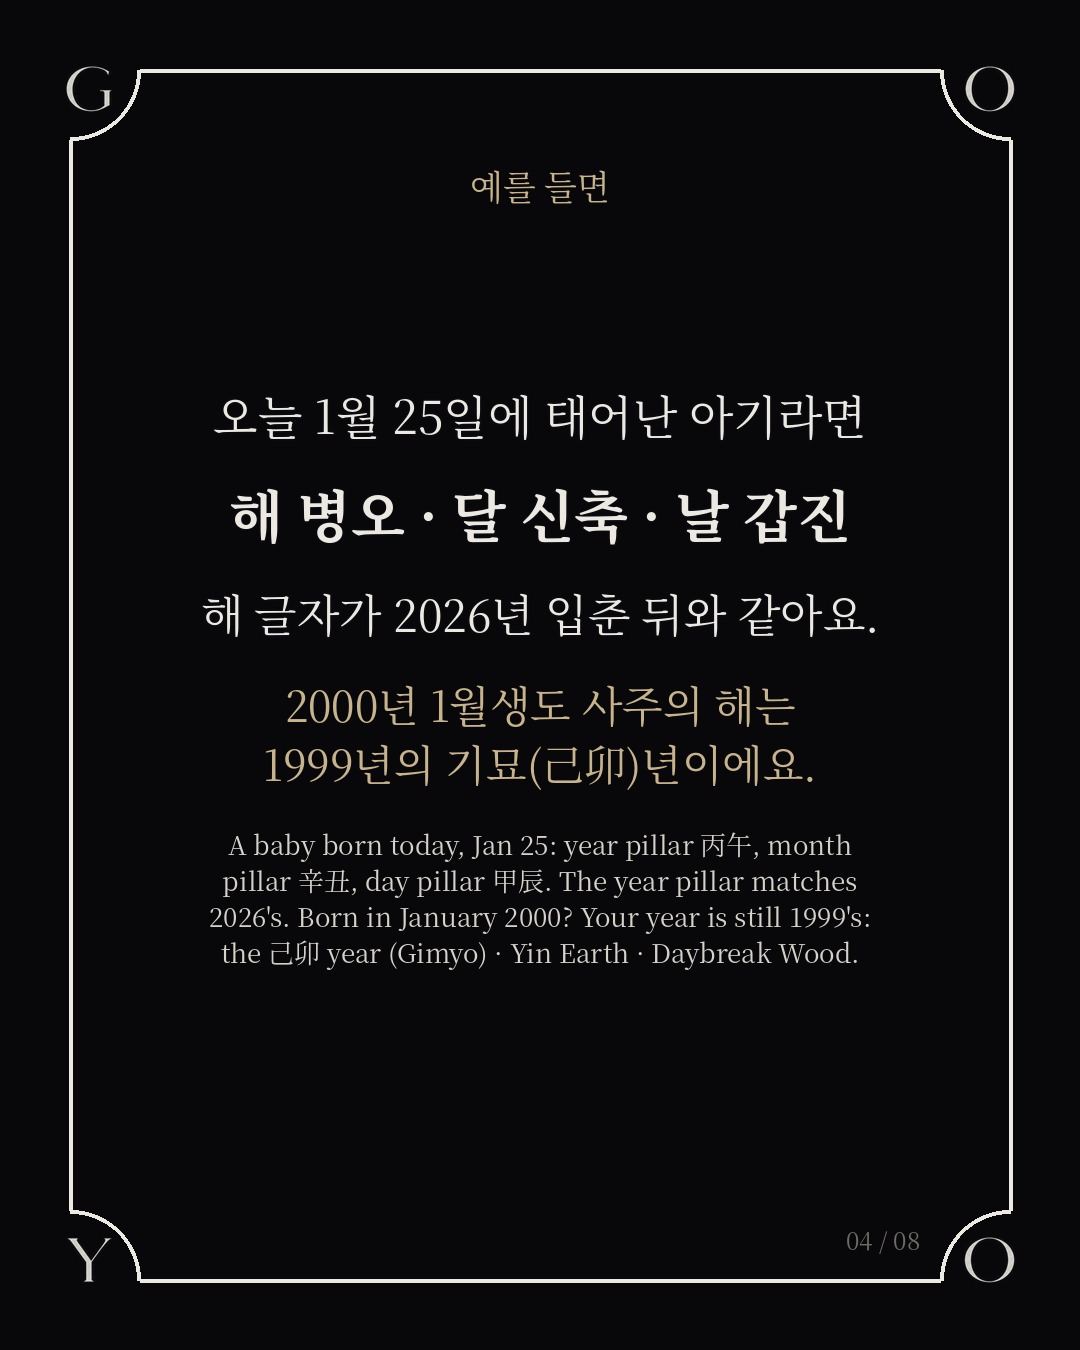 G O
예를 들면
오늘 1월 25일에 태어난 아기라면
해 병오 · 달 신축 · 날 갑진
해 글자가 2026년 입춘 뒤와 같아요.
2000년 1월생도 사주의 해는
1999년의 기묘(己卯)년이에요.
A baby born today, Jan 25: year pillar 丙午, month
pillar 辛丑, day pillar 甲辰. The year pillar matches
2026's. Born in January 2000? Your year is still 1999's:
the 己卯 year (Gimyo) · Yin Earth · Daybreak Wood.
04 / 08
Y O